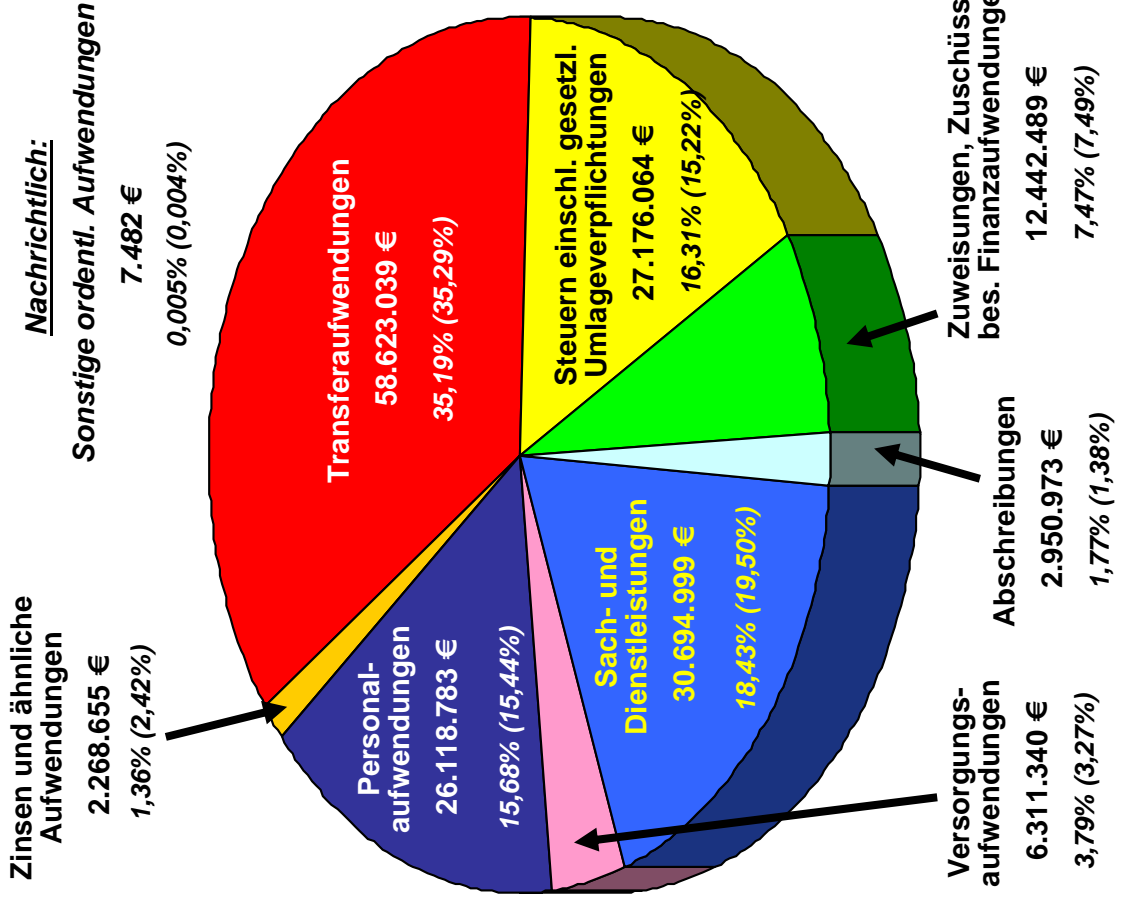 Nachrichtlich:
Sonstige ordentl. Aufwendungen
7.482 €
0,005% (0,004%)
Zinsen und ähnliche
Aufwendungen
2.268.655 €
1,36% (2,42%)
Transferaufwendungen
58.623.039 €
35,19% (35,29%)
Steuern einschl. gesetzl.
Umlageverpflichtungen
27.176.064 €
16,31% (15,22%)
Personal-
aufwendungen
26.118.783 €
15,68% (15,44%)
Sach- und
Dienstleistungen
30.694.999 €
18,43% (19,50%)
Versorgungs-
aufwendungen
6.311.340 €
3,79% (3,27%)
Abschreibungen
2.950.973 €
1,77% (1,38%)
Zuweisungen, Zuschüss
bes. Finanzaufwendunge
12.442.489 €
7,47% (7,49%)